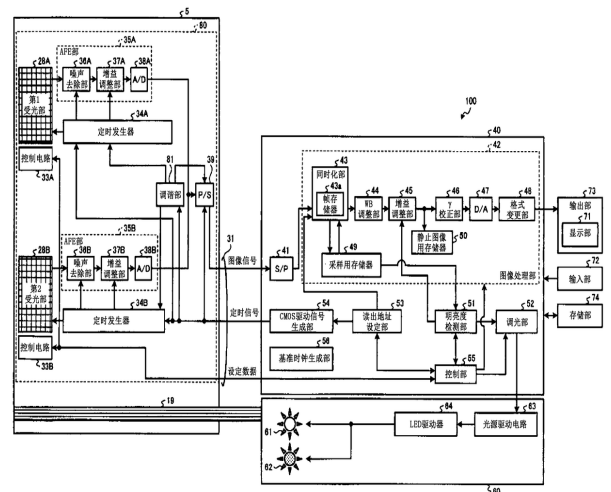 5
80
35A
AFE部
28A
36A
37A
38A
噪声
去除部
增益
调整部
A/D
第1
受光部
34A
定时发生器
控制电路
33A
81
39
调谐部
P/S
35B
AFE部
28B
36B
37B
38B
噪声
去除部
增益
调整部
A/D
第2
受光部
34B
定时发生器
控制电路
33B
31
图像信号
定时信号
设定数据
19
100
40
42
43
同时化部
43a
帧存
储器
44
WB
调整部
45
增益
调整部
46
γ
校正部
47
D/A
48
格式
变更部
41
S/P
49
采样用存储器
50
静止图像
用存储器
图像处理部
54
CMOS驱动信号
生成部
53
读出地址
设定部
51
明亮度
检测部
52
调光部
56
基准时钟生成部
55
控制部
73
输出部
71
显示部
72
输入部
74
存储部
61
62
64
LED驱动器
63
光源驱动电路
60